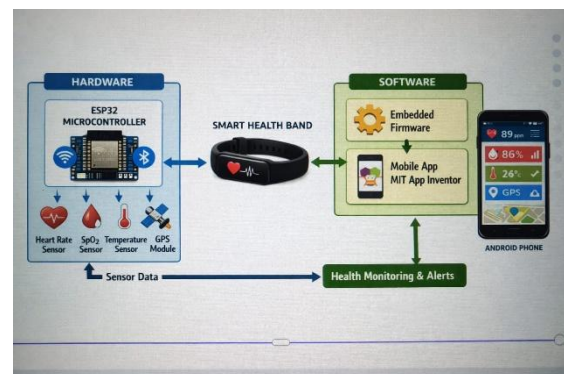 HARDWARE
ESP32
MICROCONTROLLER
Heart Rate
Sensor
SpO₂
Sensor
Temperature
Sensor
GPS
Module
SMART HEALTH BAND
SOFTWARE
Embedded
Firmware
Mobile App
MIT App Inventor
89 ppm
86%
26°
GPS
ANDROID PHONE
Sensor Data
Health Monitoring & Alerts